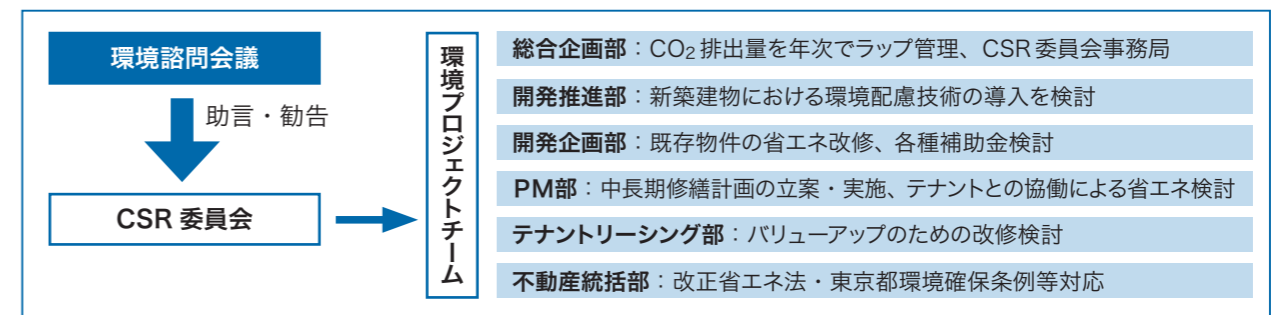 環境諮問会議
助言・勧告
CSR 委員会
環境プロジェクトチーム
総合企画部：CO2排出量を年次でラップ管理、CSR委員会事務局
開発推進部：新築建物における環境配慮技術の導入を検討
開発企画部：既存物件の省エネ改修、各種補助金検討
PM部：中長期修繕計画の立案・実施、テナントとの協働による省エネ検討
テナントリーシング部：バリューアップのための改修検討
不動産統括部：改正省エネ法・東京都環境確保条例等対応